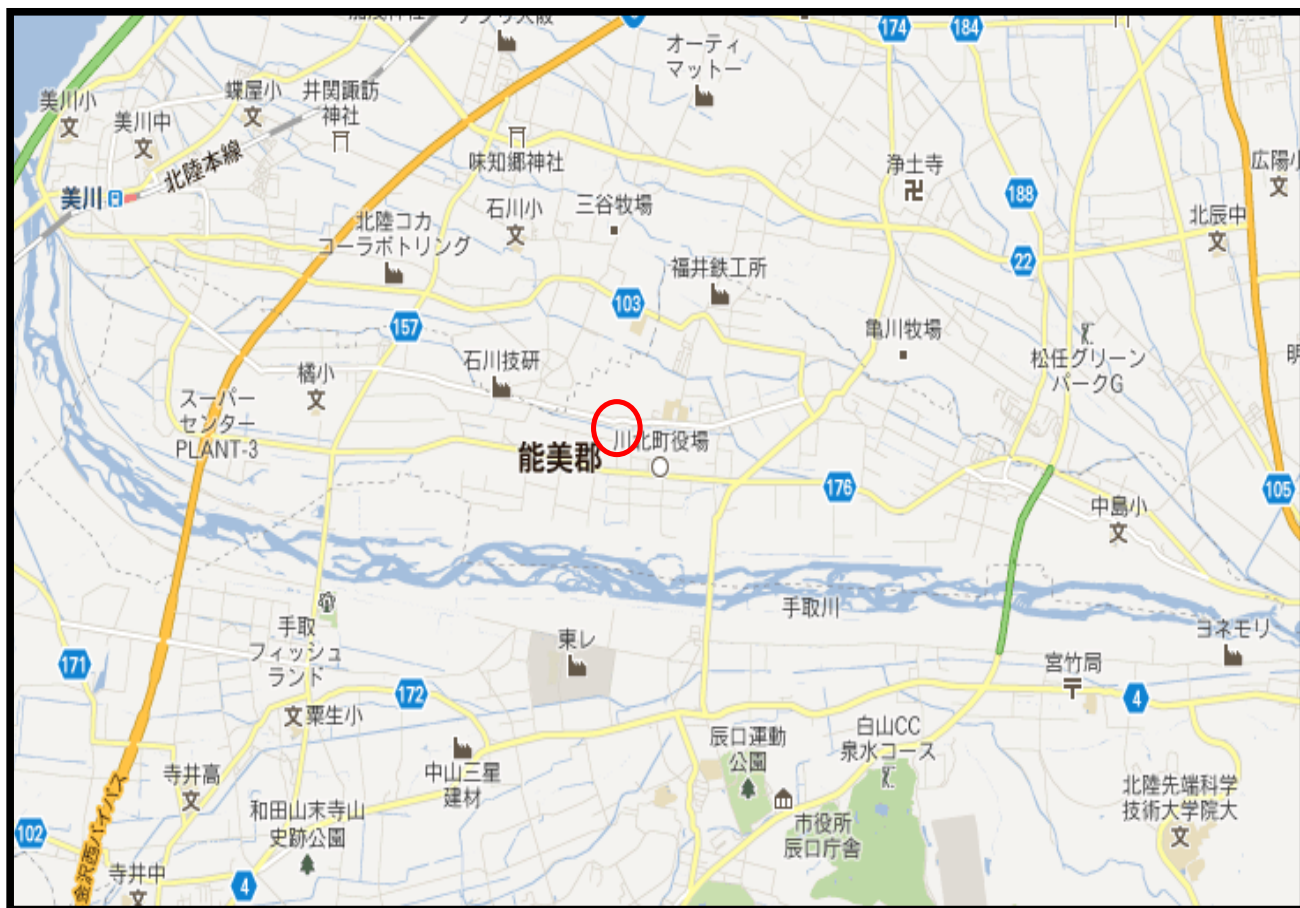 174
184
オーティ
マットー
美川小
美川中
蝶屋小
井関諏訪
神社
北陸本線
美川
味知郷神社
浄土寺
広陽小
188
北辰中
北陸コカ
コーラボトリング
石川小
三谷牧場
22
福井鉄工所
103
157
亀川牧場
松任グリーン
パークG
石川技研
橘小
スーパー
センター
PLANT-3
川北町役場
能美郡
176
105
中島小
手取川
ヨネモリ
手取
フィッシュ
ランド
東レ
宮竹局
171
172
4
粟生小
辰口運動
公園
白山CC
泉水コース
中山三星
建材
寺井高
北陸先端科学
技術大学院大
和田山末寺山
史跡公園
市役所
辰口庁舎
金沢西バイパス
102
寺井中
4